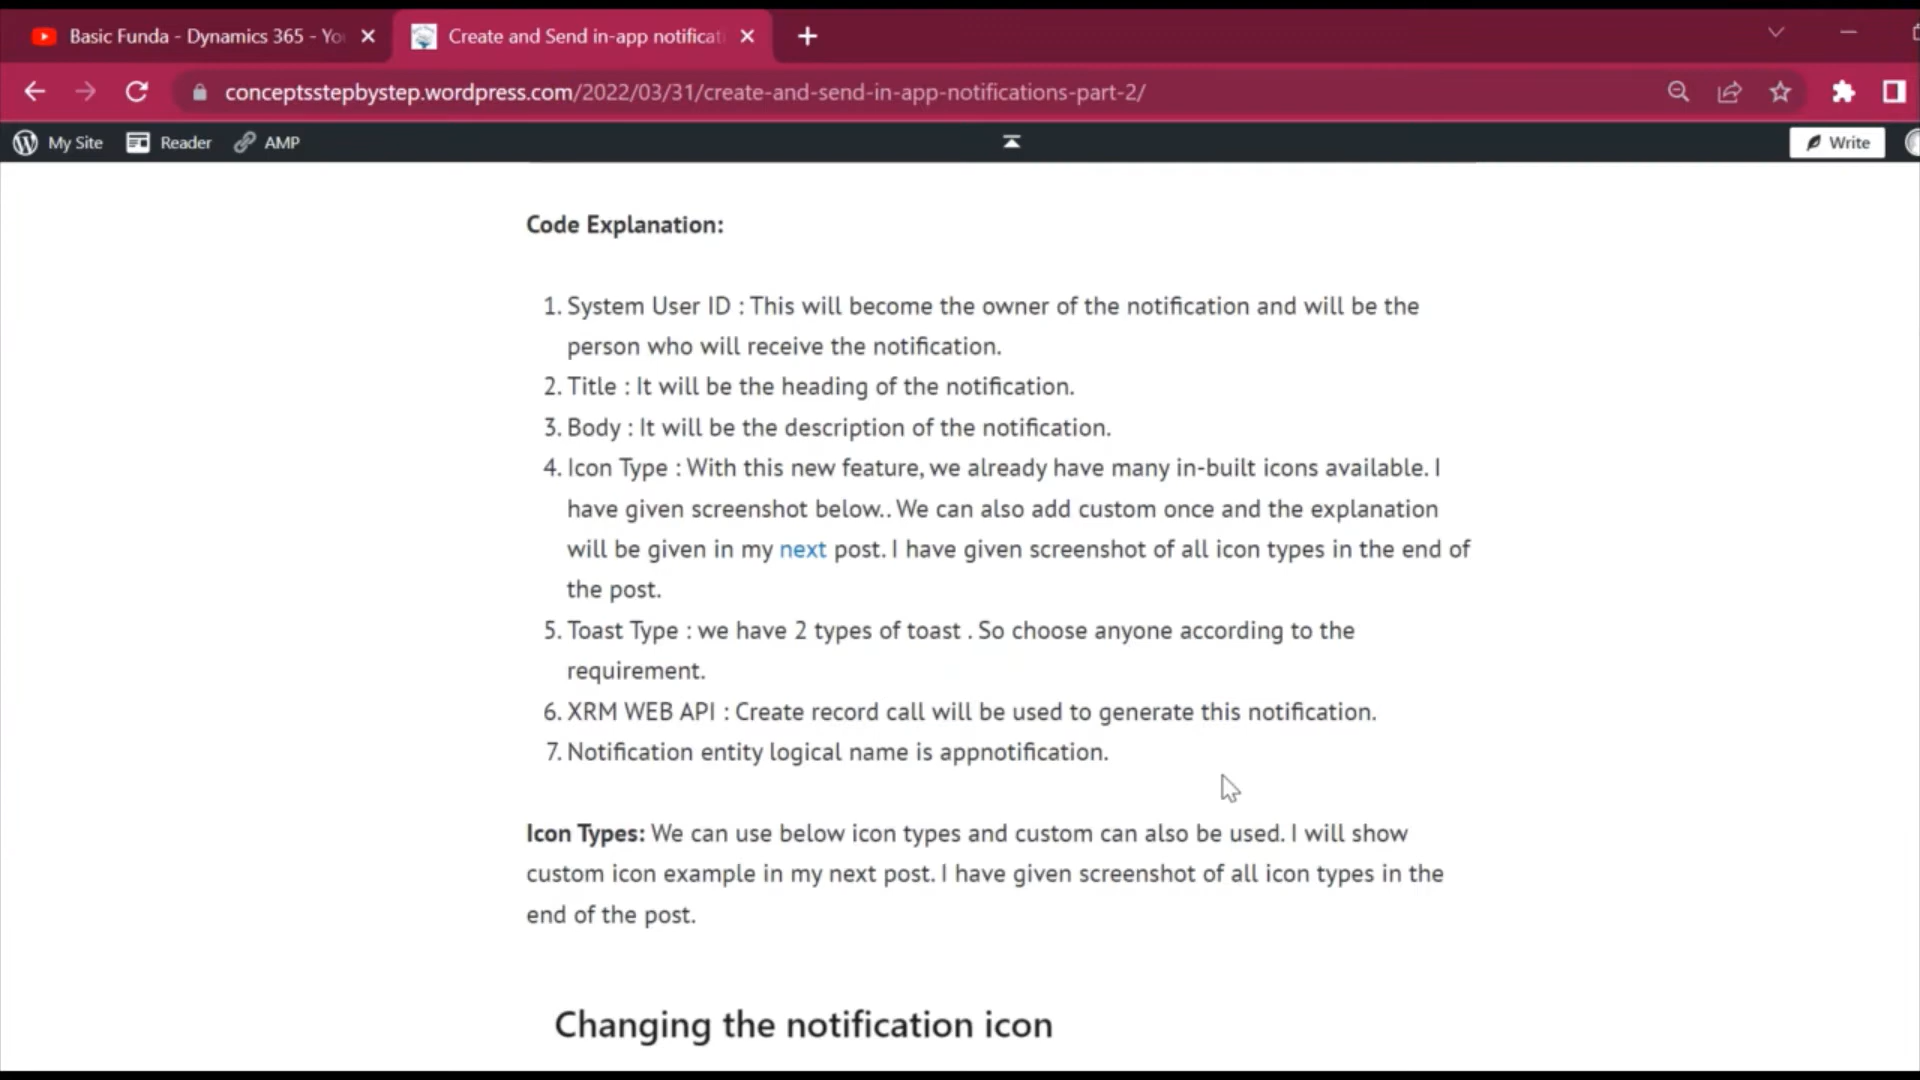 Basic Funda - Dynamics 365 - Yo
Create and Send in-app notificat
conceptsstepbystep.wordpress.com/2022/03/31/create-and-send-in-app-notifications-part-2/
My Site
Reader
AMP
Write
Code Explanation:
1. System User ID : This will become the owner of the notification and will be the
person who will receive the notification.
2. Title : It will be the heading of the notification.
3. Body : It will be the description of the notification.
4. Icon Type : With this new feature, we already have many in-built icons available. I
have given screenshot below.. We can also add custom once and the explanation
will be given in my next post. I have given screenshot of all icon types in the end of
the post.
5. Toast Type : we have 2 types of toast . So choose anyone according to the
requirement.
6. XRM WEB API : Create record call will be used to generate this notification.
7. Notification entity logical name is appnotification.
Icon Types: We can use below icon types and custom can also be used. I will show
custom icon example in my next post. I have given screenshot of all icon types in the
end of the post.
Changing the notification icon